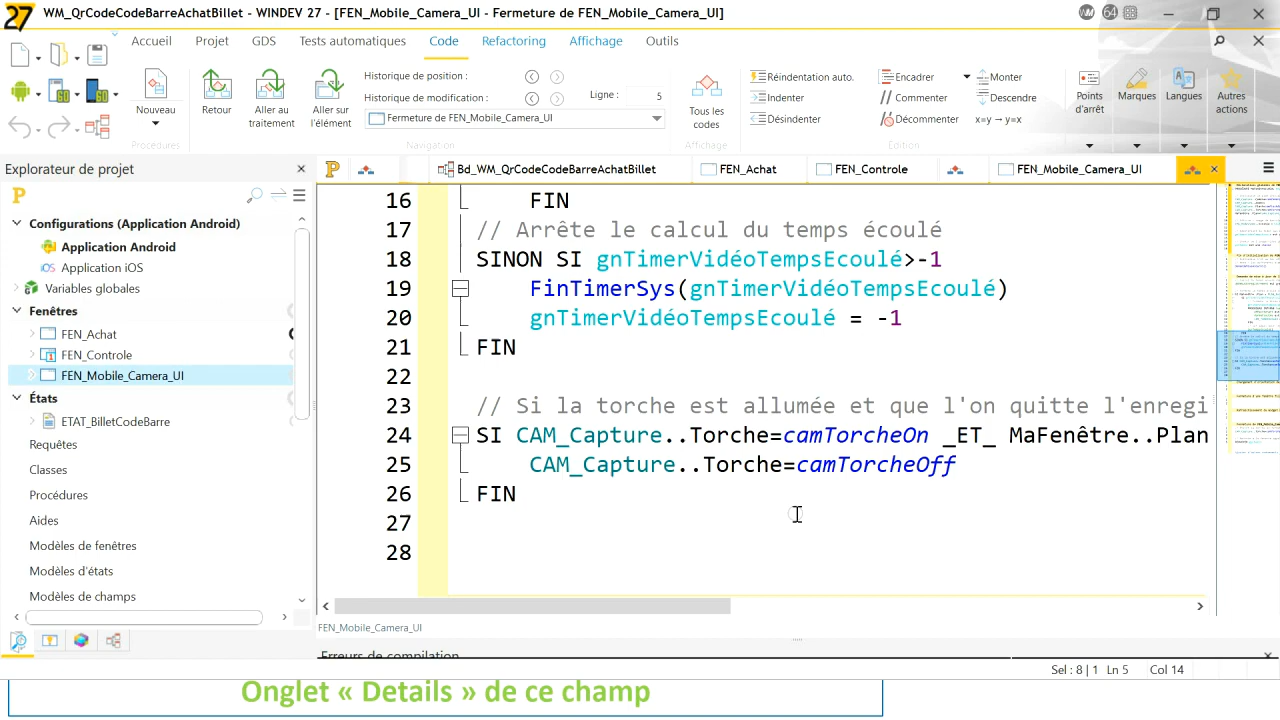 27 WM_QrCodeCodeBarreAchatBillet - WINDEV 27 - [FEN_Mobile_Camera_UI - Fermeture de FEN_Mobile_Camera_UI]
Accueil Projet GDS Tests automatiques Code Refactoring Affichage Outils
Nouveau
Procédures
Retour
Aller au traitement
Aller sur l'élément
Historique de position :
Historique de modification :
Ligne : 5
Fermeture de FEN_Mobile_Camera_UI
Navigation
Tous les codes
Affichage
Réindentation auto.
Indenter
Désindenter
Encadrer
// Commenter
// Décommenter
Monter
Descendre
x=y → y=x
Edition
Points d'arrêt
Marques
Langues
Autres actions
Explorateur de projet
Bd_WM_QrCodeCodeBarreAchatBillet FEN_Achat FEN_Controle FEN_Mobile_Camera_UI
Configurations (Application Android)
Application Android
Application iOS
Variables globales
Fenêtres
FEN_Achat
FEN_Controle
FEN_Mobile_Camera_UI
États
ETAT_BilletCodeBarre
Requêtes
Classes
Procédures
Aides
Modèles de fenêtres
Modèles d'états
Modèles de champs
16 FIN
17 // Arrête le calcul du temps écoulé
18 SINON SI gnTimerVidéoTempsEcoulé>-1
19 FinTimerSys(gnTimerVidéoTempsEcoulé)
20 gnTimerVidéoTempsEcoulé = -1
21 FIN
22
23 // Si la torche est allumée et que l'on quitte l'enregi
24 SI CAM_Capture..Torche=camTorcheOn _ET_ MaFenêtre..Plan
25 CAM_Capture..Torche=camTorcheOff
26 FIN
27
28
FEN_Mobile_Camera_UI
Erreurs de compilation
Sel : 8 | 1 Ln 5 Col 14
Onglet « Details » de ce champ